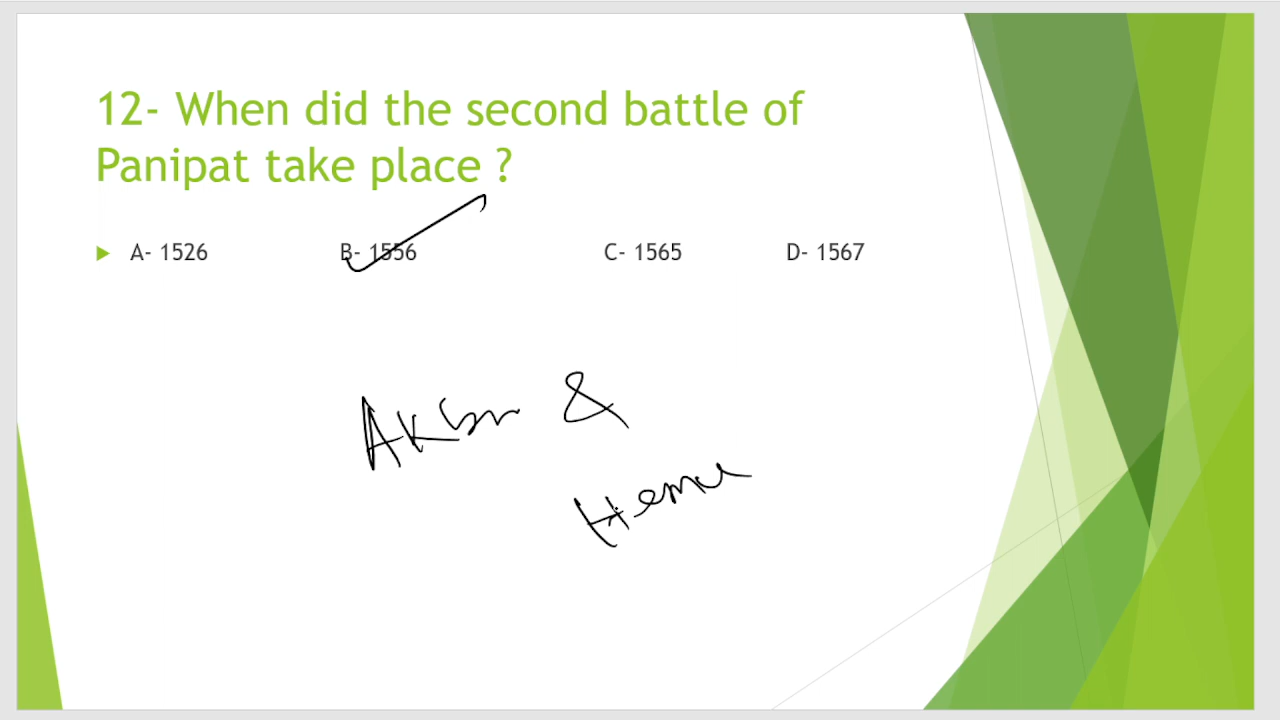 12- When did the second battle of
Panipat take place ?
A- 1526 B- 1556 C- 1565 D- 1567
Akbar &
Hemu